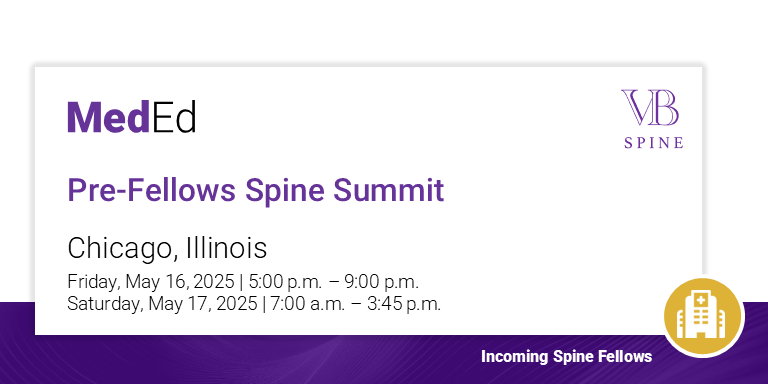 MedEd
VB
SPINE
Pre-Fellows Spine Summit
Chicago, Illinois
Friday, May 16, 2025 | 5:00 p.m. – 9:00 p.m.
Saturday, May 17, 2025 | 7:00 a.m. – 3:45 p.m.
Incoming Spine Fellows